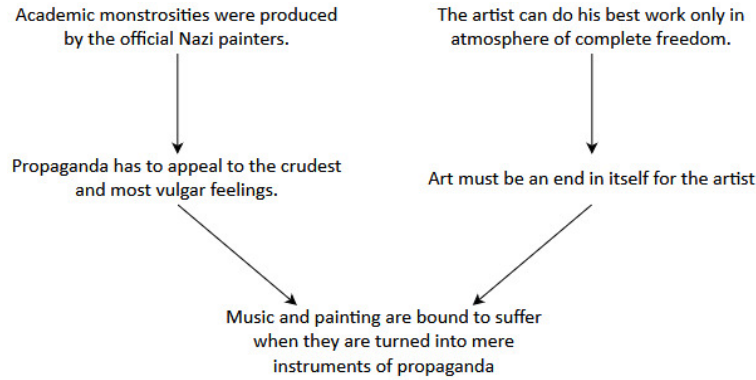 Academic monstrosities were produced
by the official Nazi painters.
The artist can do his best work only in
atmosphere of complete freedom.
Propaganda has to appeal to the crudest
and most vulgar feelings.
Art must be an end in itself for the artist
Music and painting are bound to suffer
when they are turned into mere
instruments of propaganda